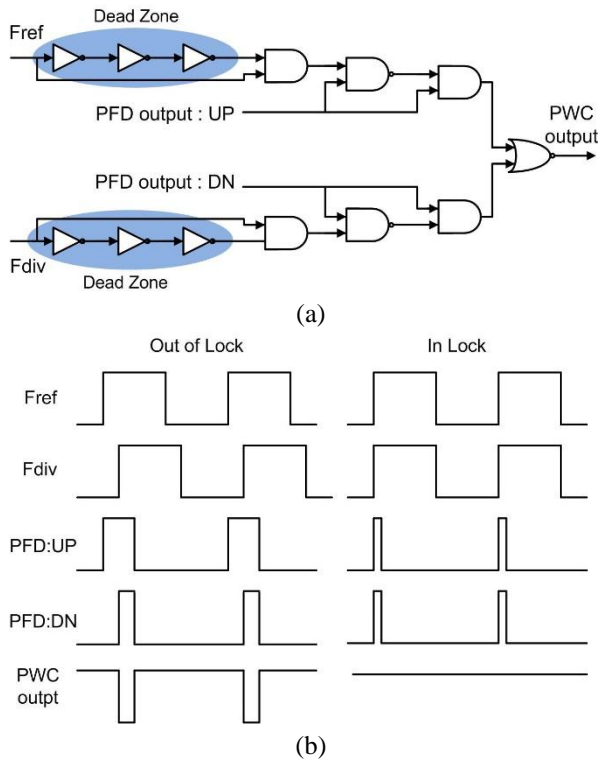 Dead Zone
Fref
PFD output : UP
PWC
output
PFD output : DN
Fdiv
Dead Zone
(a)
Out of Lock
In Lock
Fref
Fdiv
PFD:UP
PFD:DN
PWC
outpt
(b)